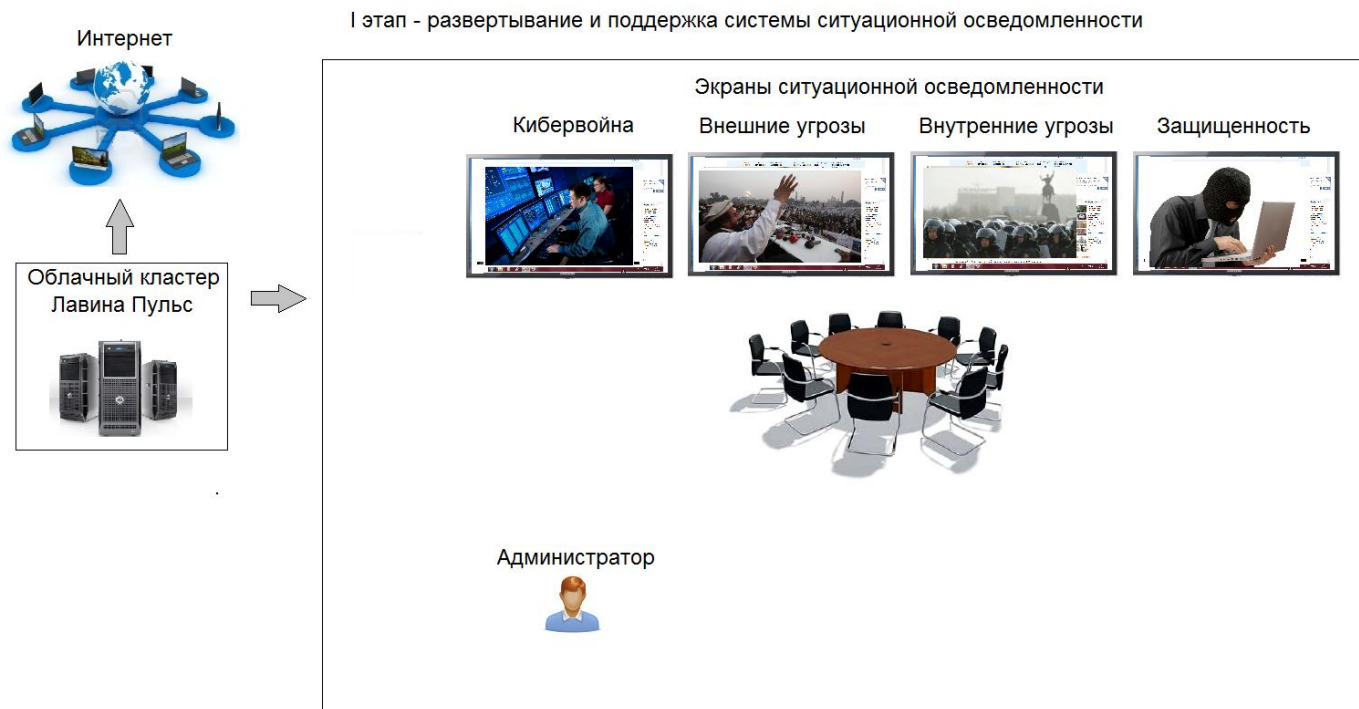 I этап - развертывание и поддержка системы ситуационной осведомленности
Интернет
Экраны ситуационной осведомленности
Кибервойна
Внешние угрозы
Внутренние угрозы
Защищенность
Облачный кластер
Лавина Пульс
Администратор